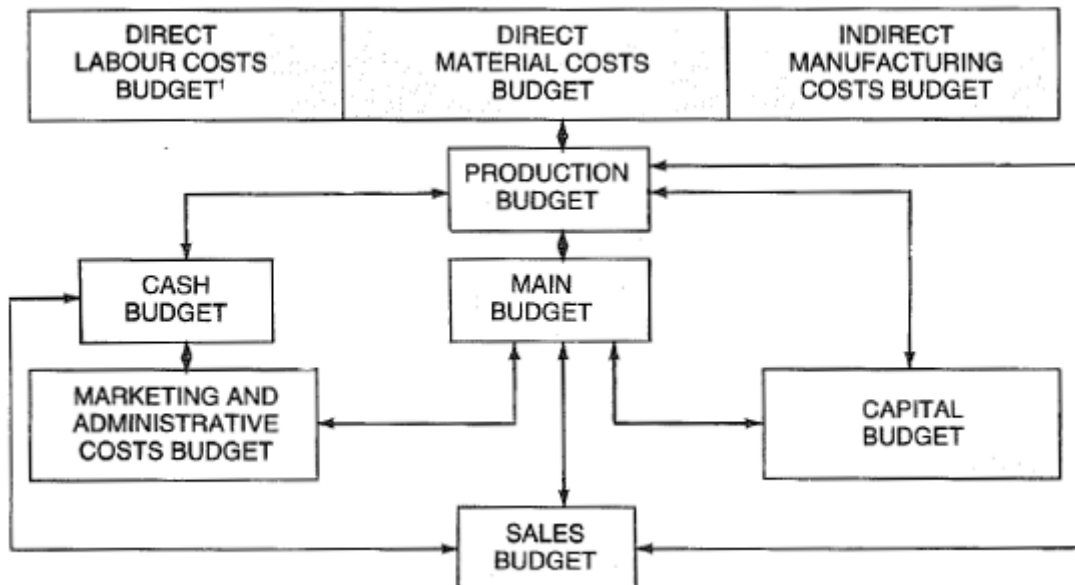 DIRECT
LABOUR COSTS
BUDGET¹
DIRECT
MATERIAL COSTS
BUDGET
INDIRECT
MANUFACTURING
COSTS BUDGET
PRODUCTION
BUDGET
CASH
BUDGET
MAIN
BUDGET
MARKETING AND
ADMINISTRATIVE
COSTS BUDGET
CAPITAL
BUDGET
SALES
BUDGET